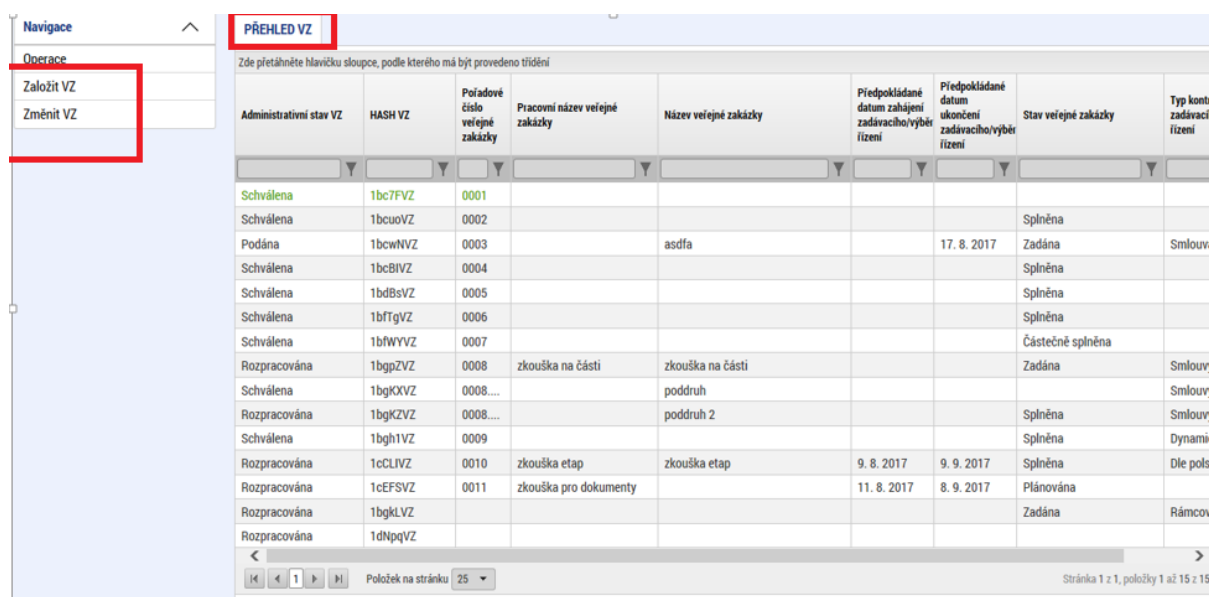 Navigace
PŘEHLED VZ
Operace
Založit VZ
Změnit VZ
Zde přetáhněte hlavičku sloupce, podle kterého má být provedeno třídění
Administrativní stav VZ
HASH VZ
Pořadové
číslo
veřejné
zakázky
Pracovní název veřejné
zakázky
Název veřejné zakázky
Předpokládané
datum zahájení
zadávacího/výběr
řízení
Předpokládané
datum
ukončení
zadávacího/výběr
řízení
Stav veřejné zakázky
Typ kontr
zadávací
řízení
Schválena 1bc7FVZ 0001
Schválena 1bcuoVZ 0002 Splněna
Podána 1bcwNVZ 0003 asdfa 17. 8. 2017 Zadána Smlouva
Schválena 1bcBIVZ 0004 Splněna
Schválena 1bdBsVZ 0005 Splněna
Schválena 1bfTgVZ 0006 Splněna
Schválena 1bfWYVZ 0007 Částečně splněna
Rozpracována 1bgpZVZ 0008 zkouška na části zkouška na části Zadána Smlouvy
Schválena 1bgKXVZ 0008.... poddruh Smlouvy
Rozpracována 1bgKZVZ 0008.... poddruh 2 Splněna Smlouvy
Schválena 1bgh1VZ 0009 Splněna Dynami
Rozpracována 1cCLIVZ 0010 zkouška etap zkouška etap 9. 8. 2017 9. 9. 2017 Splněna Dle pols
Rozpracována 1cEFSVZ 0011 zkouška pro dokumenty 11. 8. 2017 8. 9. 2017 Plánována
Rozpracována 1bgkLVZ Zadána Rámcov
Rozpracována 1dNpqVZ
1 Položek na stránku 25 Stránka 1 z 1, položky 1 až 15 z 15